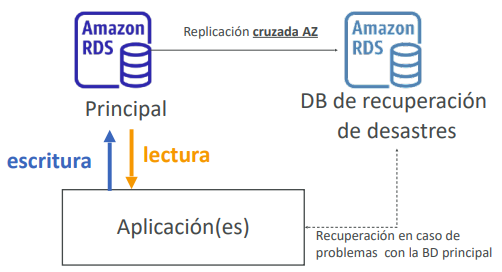 Amazon
RDS
Replicación cruzada AZ
Amazon
RDS
Principal
DB de recuperación
de desastres
escritura
lectura
Aplicación(es)
Recuperación en caso de
problemas con la BD principal